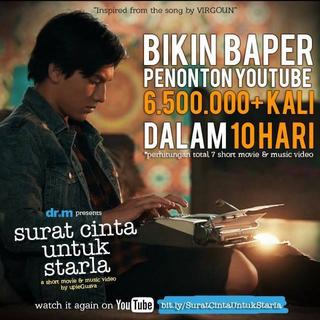 "Inspired from the song by VIRGOUN"
BIKIN BAPER
PENONTON YOUTUBE
6.500.000+ KALI
DALAM 10 HARI
*perhitungan total 7 short movie & music video
dr.m presents
surat cinta
untuk
starla
a short movie & music video
by upieGuava
watch it again on YouTube bit.ly/SuratCintaUntukStarla